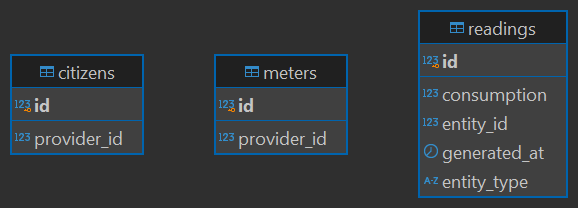 citizens
123 id
123 provider_id
meters
123 id
123 provider_id
readings
123 id
123 consumption
123 entity_id
generated_at
A-Z entity_type